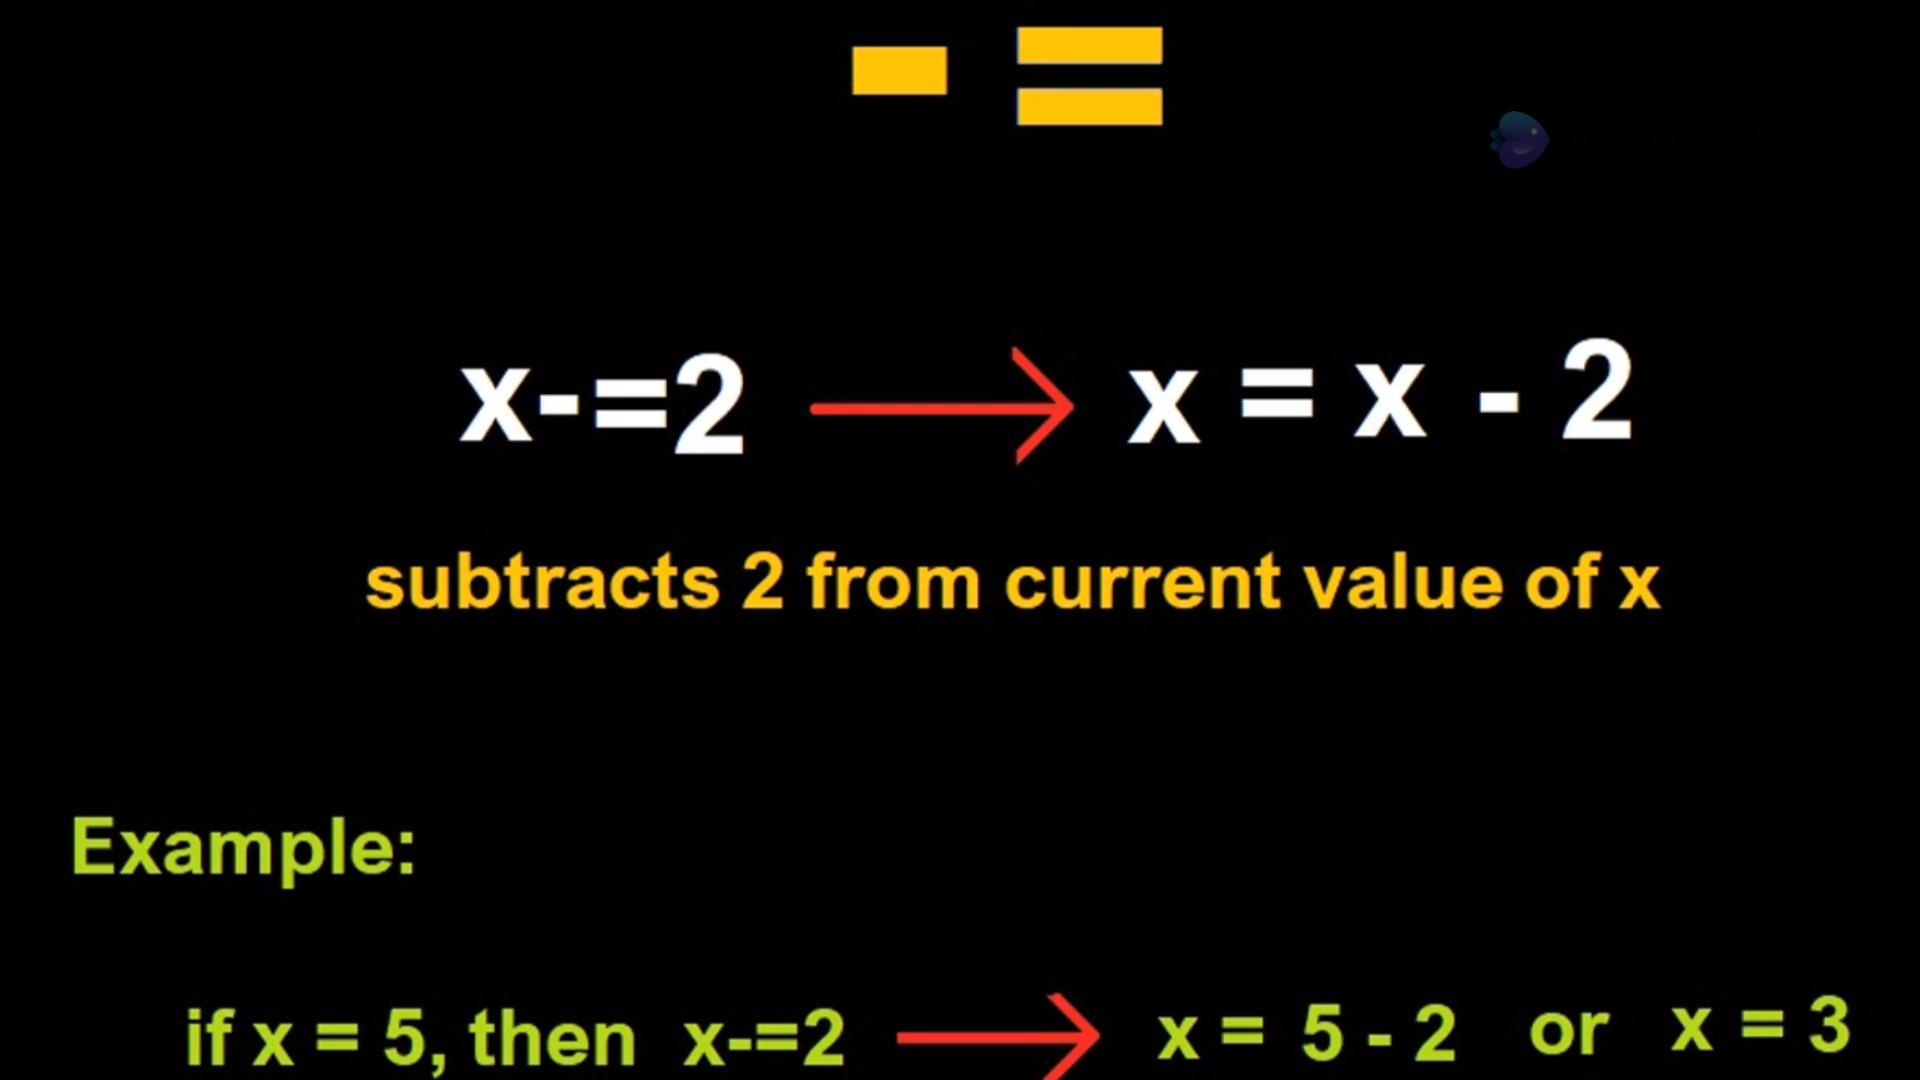 - =
x-=2 → x = x - 2
subtracts 2 from current value of x
Example:
if x = 5, then x-=2 → x = 5 - 2 or x = 3